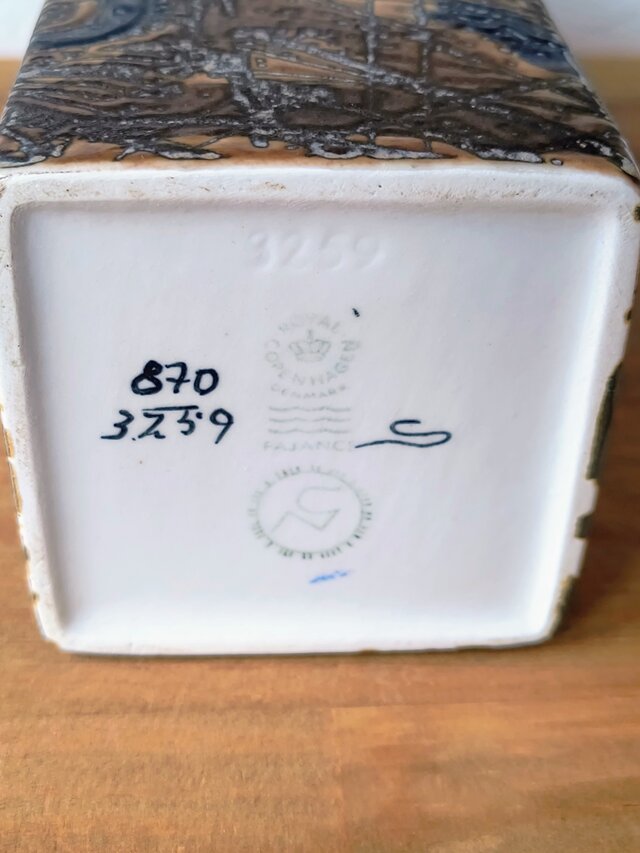 3259
ROYAL COPENHAGEN
DENMARK
870
3259
FAJANCE